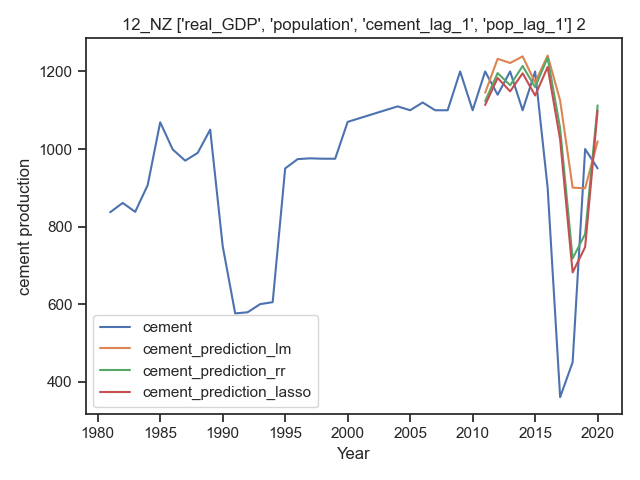 12_NZ ['real_GDP', 'population', 'cement_lag_1', 'pop_lag_1'] 2
cement production
1200
1000
800
600
400
cement
cement_prediction_lm
cement_prediction_rr
cement_prediction_lasso
1980 1985 1990 1995 2000 2005 2010 2015 2020
Year